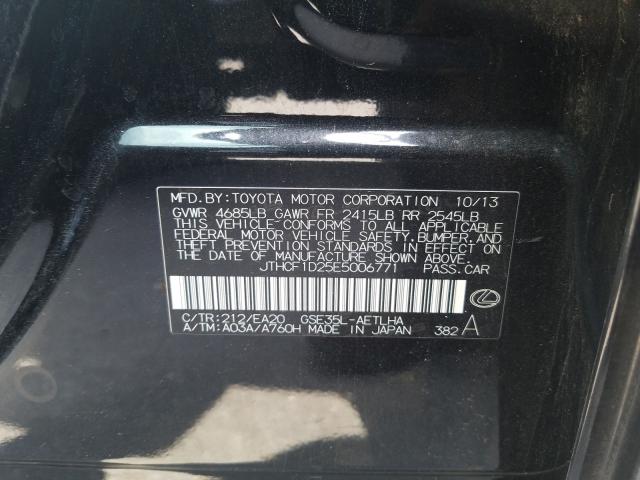 MFD.BY:TOYOTA MOTOR CORPORATION 10/13
GVWR 4685LB GAWR FR 2415LB RR 2545LB
THIS VEHICLE CONFORMS TO ALL APPLICABLE
FEDERAL MOTOR VEHICLE SAFETY,BUMPER,AND
THEFT PREVENTION STANDARDS IN EFFECT ON
THE DATE OF MANUFACTURE SHOWN ABOVE.
JTHCF1D25E5006771 PASS.CAR
C/TR:212/EA20 GSE35L-AETLHA
A/TM:A03A/A760H MADE IN JAPAN 382 A